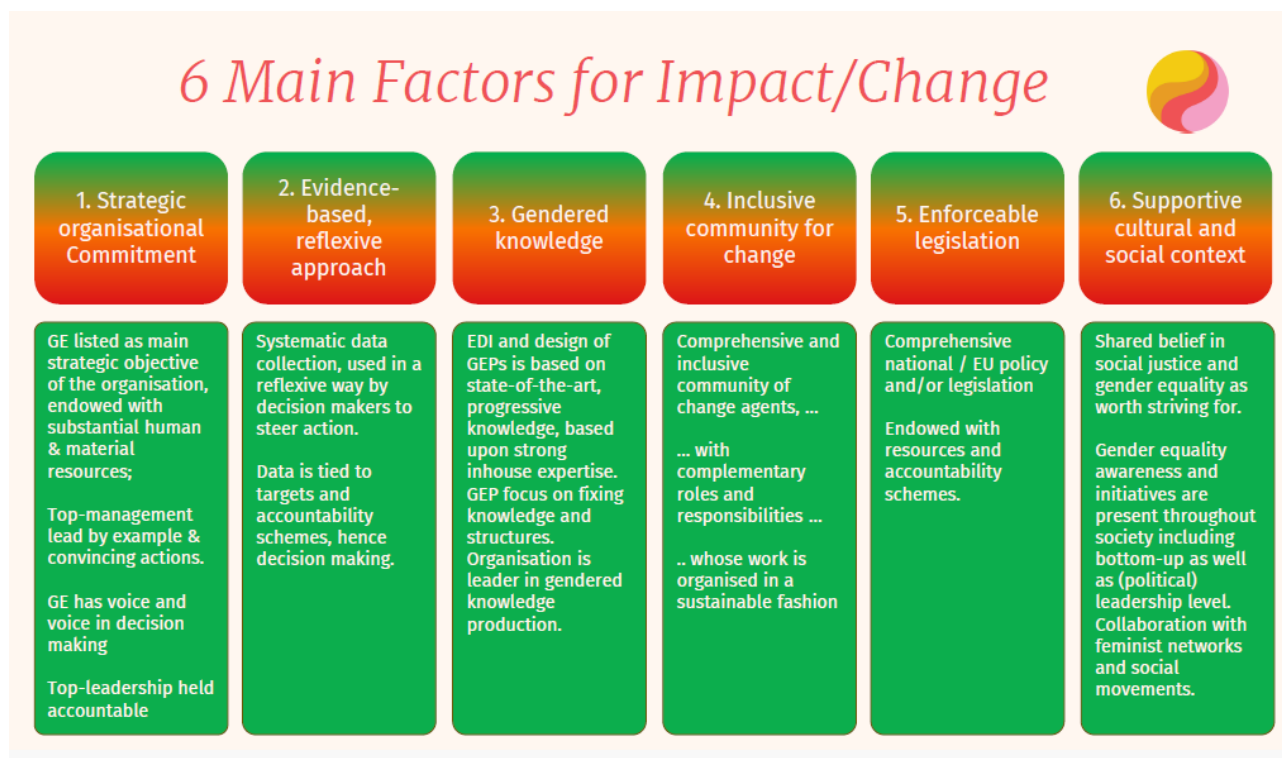 6 Main Factors for Impact/Change
1. Strategic
organisational
Commitment
2. Evidence-
based,
reflexive
approach
3. Gendered
knowledge
4. Inclusive
community for
change
5. Enforceable
legislation
6. Supportive
cultural and
social context
GE listed as main
strategic objective
of the organisation,
endowed with
substantial human
& material
resources;
Top-management
lead by example &
convincing actions.
GE has voice and
voice in decision
making
Top-leadership held
accountable
Systematic data
collection, used in a
reflexive way by
decision makers to
steer action.
Data is tied to
targets and
accountability
schemes, hence
decision making.
EDI and design of
GEPs is based on
state-of-the-art,
progressive
knowledge, based
upon strong
inhouse expertise.
GEP focus on fixing
knowledge and
structures.
Organisation is
leader in gendered
knowledge
production.
Comprehensive and
inclusive
community of
change agents, ...
... with
complementary
roles and
responsibilities ...
.. whose work is
organised in a
sustainable fashion
Comprehensive
national / EU policy
and/or legislation
Endowed with
resources and
accountability
schemes.
Shared belief in
social justice and
gender equality as
worth striving for.
Gender equality
awareness and
initiatives are
present throughout
society including
bottom-up as well
as (political)
leadership level.
Collaboration with
feminist networks
and social
movements.